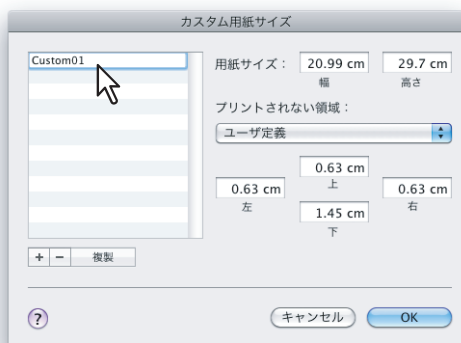 カスタム用紙サイズ
Custom01
用紙サイズ： 20.99 cm 29.7 cm
幅 高さ
プリントされない領域：
ユーザ定義
0.63 cm
上
0.63 cm 0.63 cm
左 右
1.45 cm
下
+ − 複製
? キャンセル OK